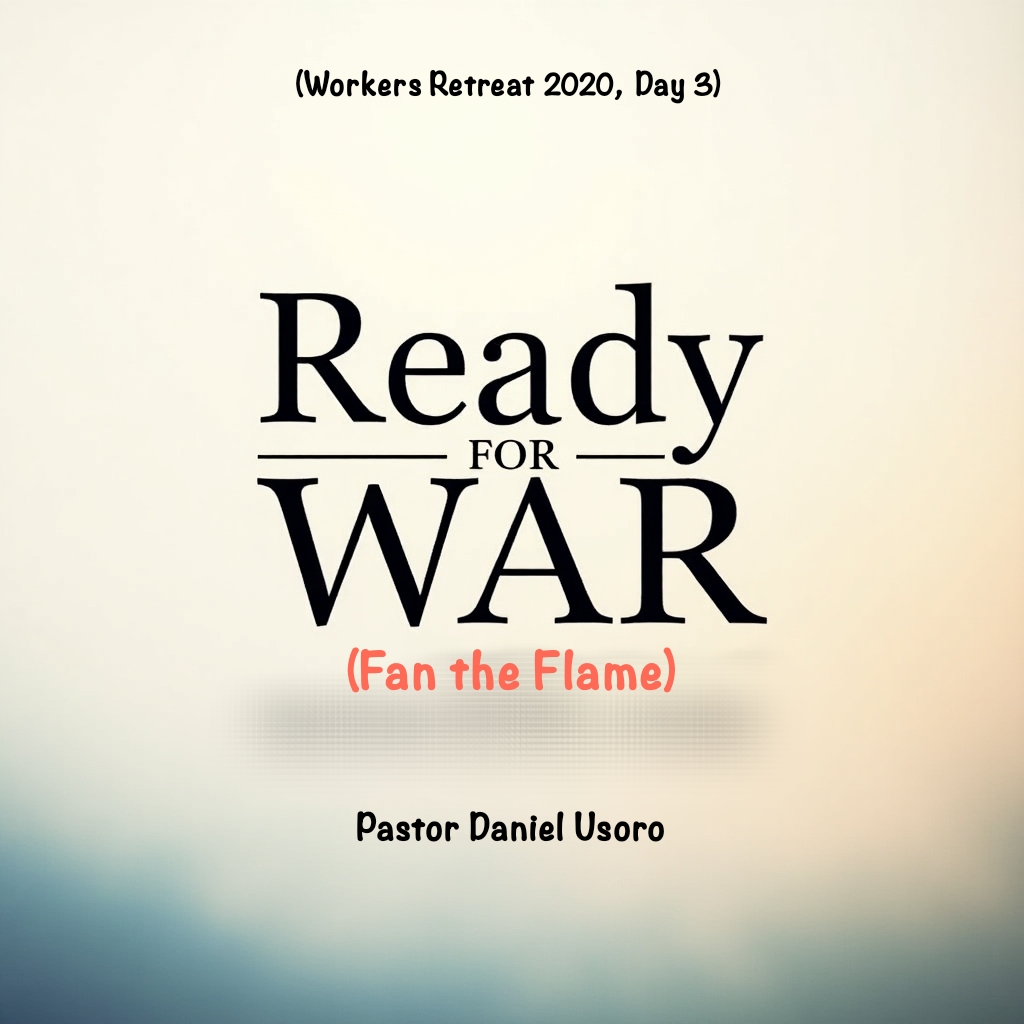 (Workers Retreat 2020, Day 3)
Ready
FOR
WAR
(Fan the Flame)
Pastor Daniel Usoro